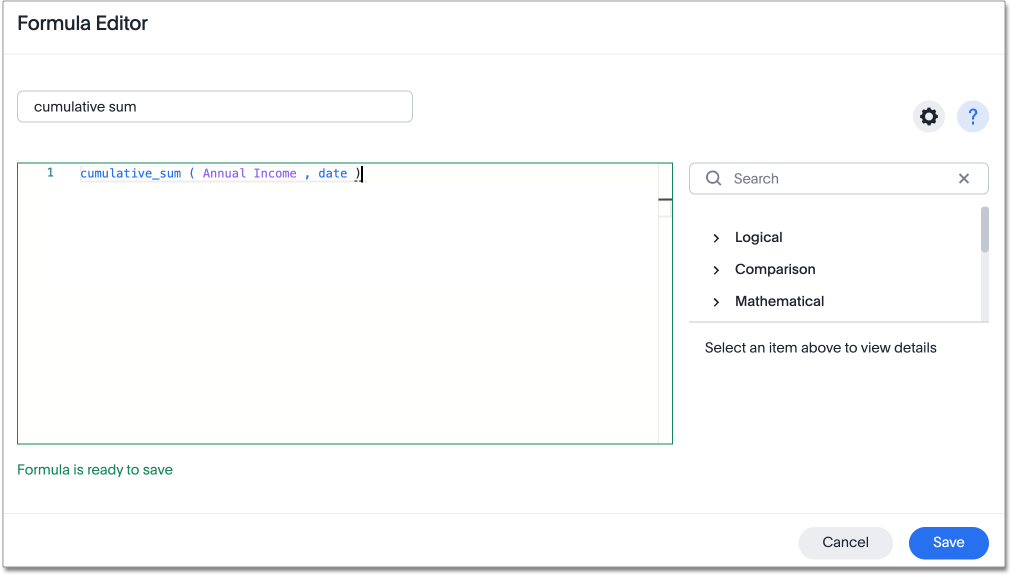 Formula Editor
cumulative sum
?
1 cumulative_sum ( Annual Income , date )
Search
Logical
Comparison
Mathematical
Select an item above to view details
Formula is ready to save
Cancel
Save